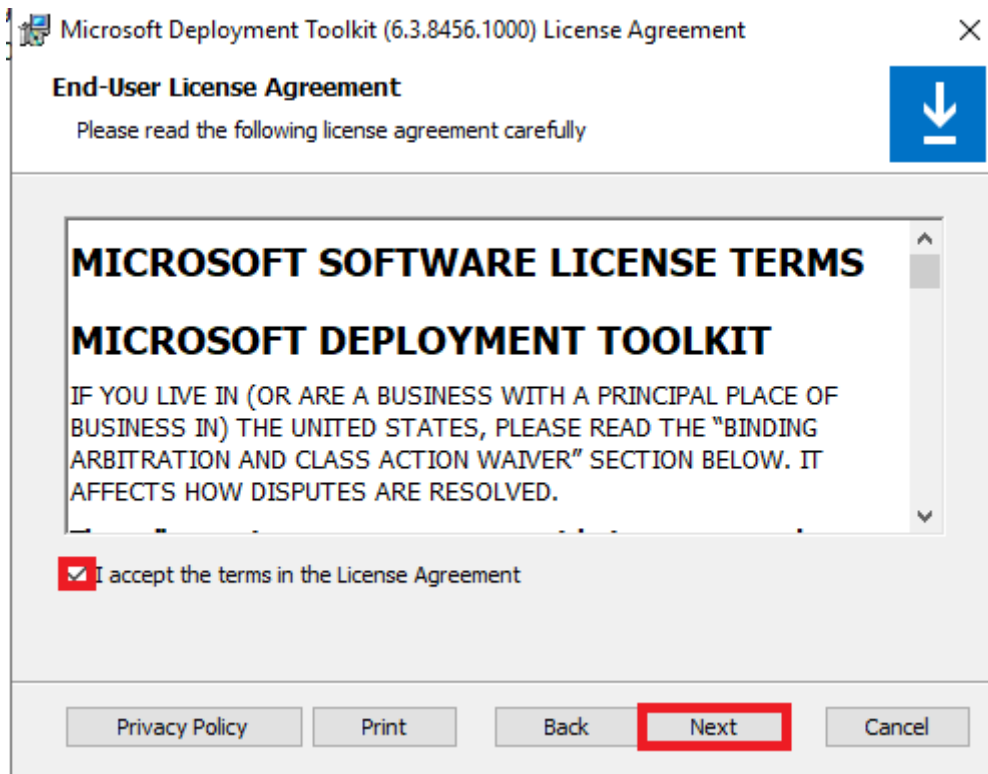 Microsoft Deployment Toolkit (6.3.8456.1000) License Agreement
End-User License Agreement
Please read the following license agreement carefully
MICROSOFT SOFTWARE LICENSE TERMS
MICROSOFT DEPLOYMENT TOOLKIT
IF YOU LIVE IN (OR ARE A BUSINESS WITH A PRINCIPAL PLACE OF
BUSINESS IN) THE UNITED STATES, PLEASE READ THE “BINDING
ARBITRATION AND CLASS ACTION WAIVER” SECTION BELOW. IT
AFFECTS HOW DISPUTES ARE RESOLVED.
I accept the terms in the License Agreement
Privacy Policy Print Back Next Cancel